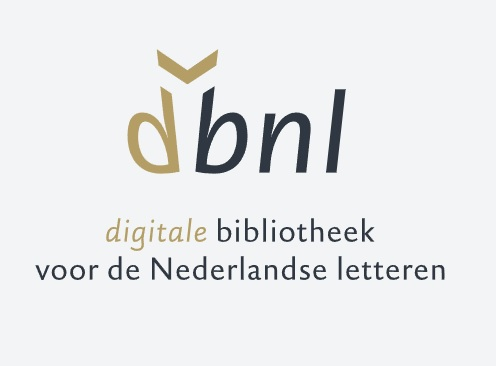 dbnl
digitale bibliotheek
voor de Nederlandse letteren